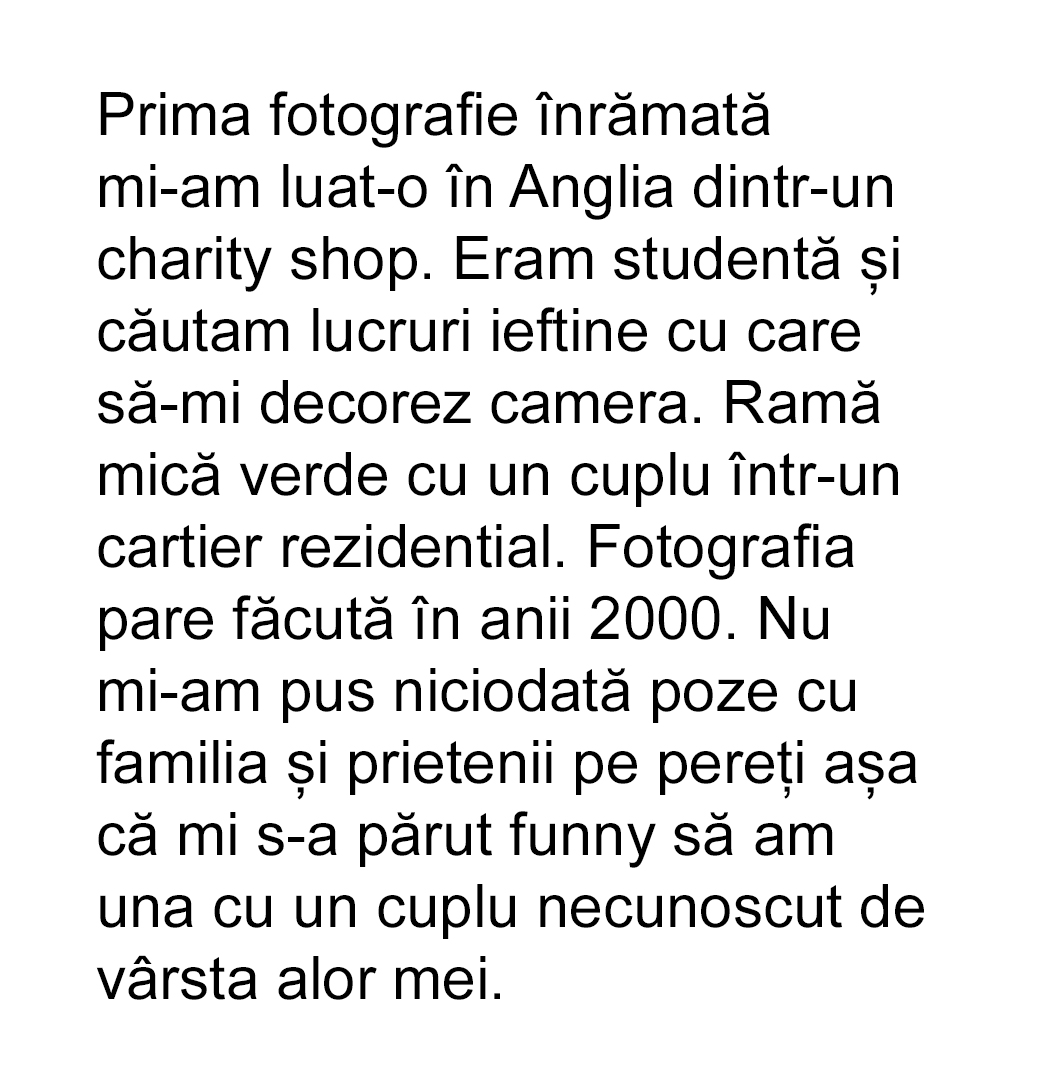 Prima fotografie înrămată
mi-am luat-o în Anglia dintr-un
charity shop. Eram studentă și
căutam lucruri ieftine cu care
să-mi decorez camera. Ramă
mică verde cu un cuplu într-un
cartier rezidential. Fotografia
pare făcută în anii 2000. Nu
mi-am pus niciodată poze cu
familia și prietenii pe pereți așa
că mi s-a părut funny să am
una cu un cuplu necunoscut de
vârsta alor mei.